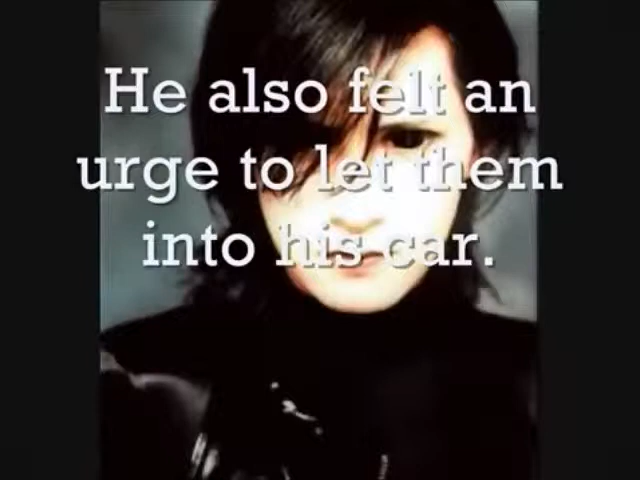 He also felt an
urge to let them
into his car.